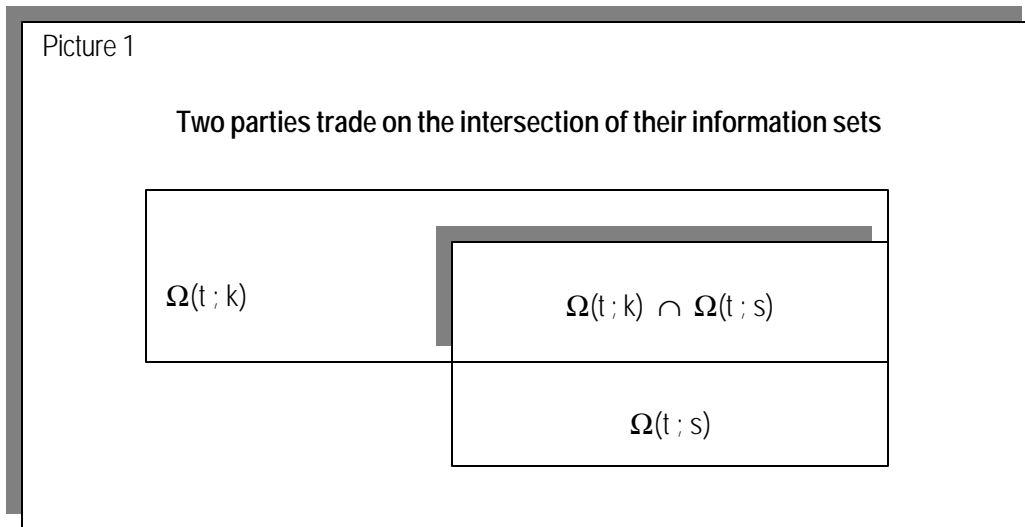 Picture 1
Two parties trade on the intersection of their information sets
Ω(t ; k)
Ω(t ; k) ∩ Ω(t ; s)
Ω(t ; s)